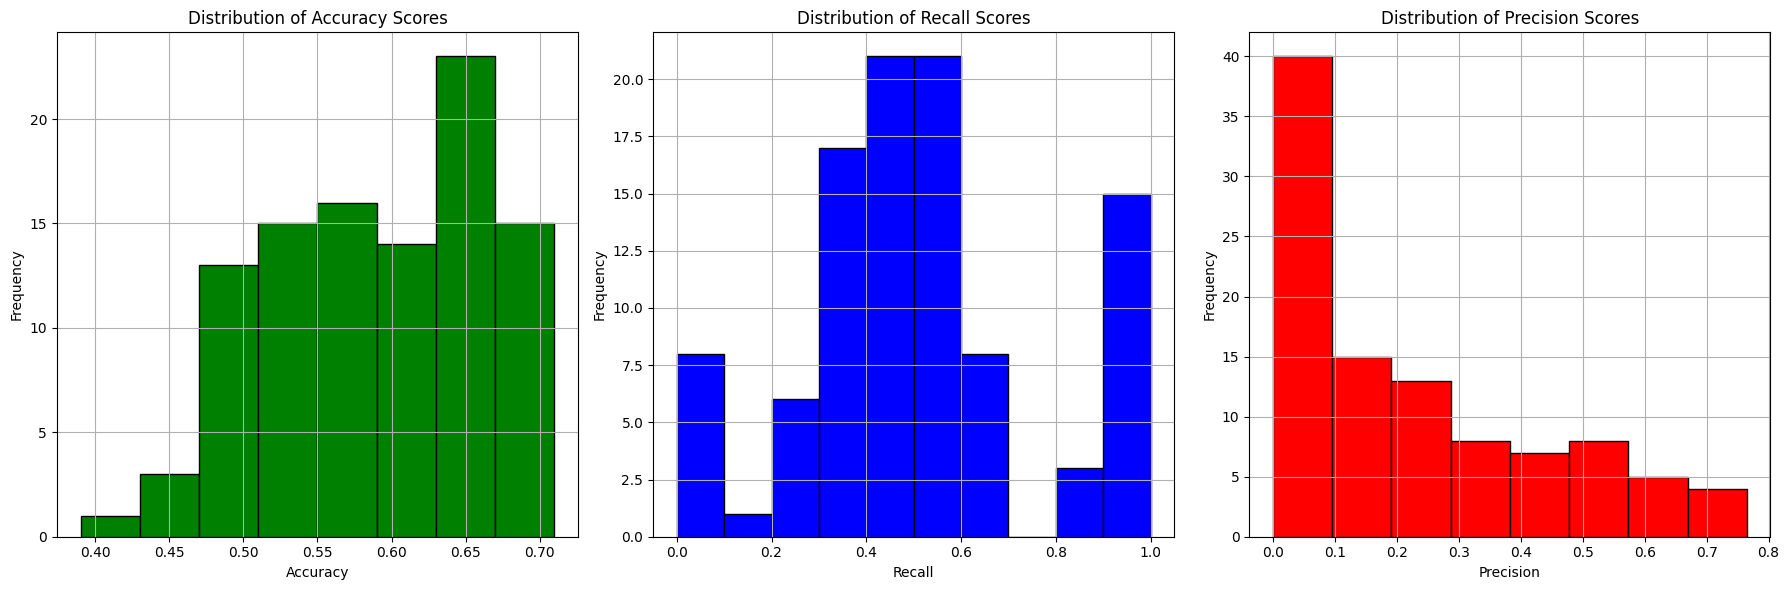 Distribution of Accuracy Scores
Frequency
20
15
10
5
0
0.40 0.45 0.50 0.55 0.60 0.65 0.70
Accuracy
Distribution of Recall Scores
Frequency
20.0
17.5
15.0
12.5
10.0
7.5
5.0
2.5
0.0
0.0 0.2 0.4 0.6 0.8 1.0
Recall
Distribution of Precision Scores
Frequency
40
35
30
25
20
15
10
5
0
0.0 0.1 0.2 0.3 0.4 0.5 0.6 0.7 0.8
Precision